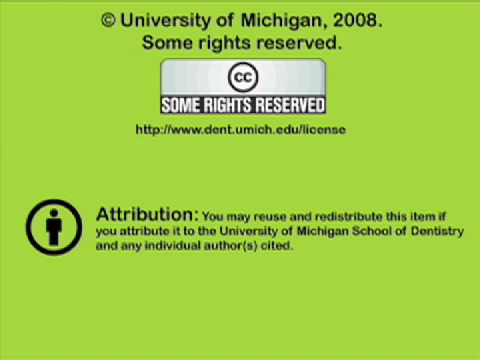 © University of Michigan, 2008.
Some rights reserved.
cc
SOME RIGHTS RESERVED
http://www.dent.umich.edu/license
Attribution: You may reuse and redistribute this item if
you attribute it to the University of Michigan School of Dentistry
and any individual author(s) cited.